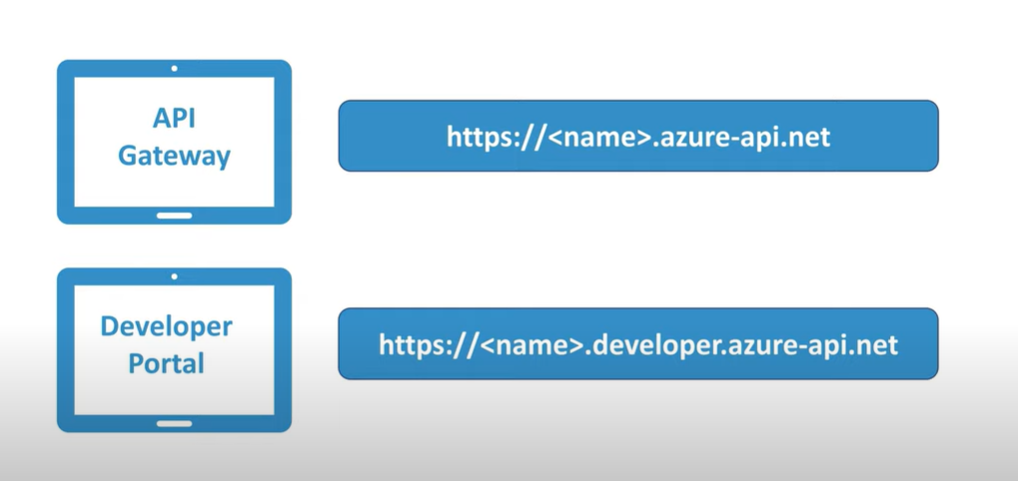 API
Gateway
https://<name>.azure-api.net
Developer
Portal
https://<name>.developer.azure-api.net